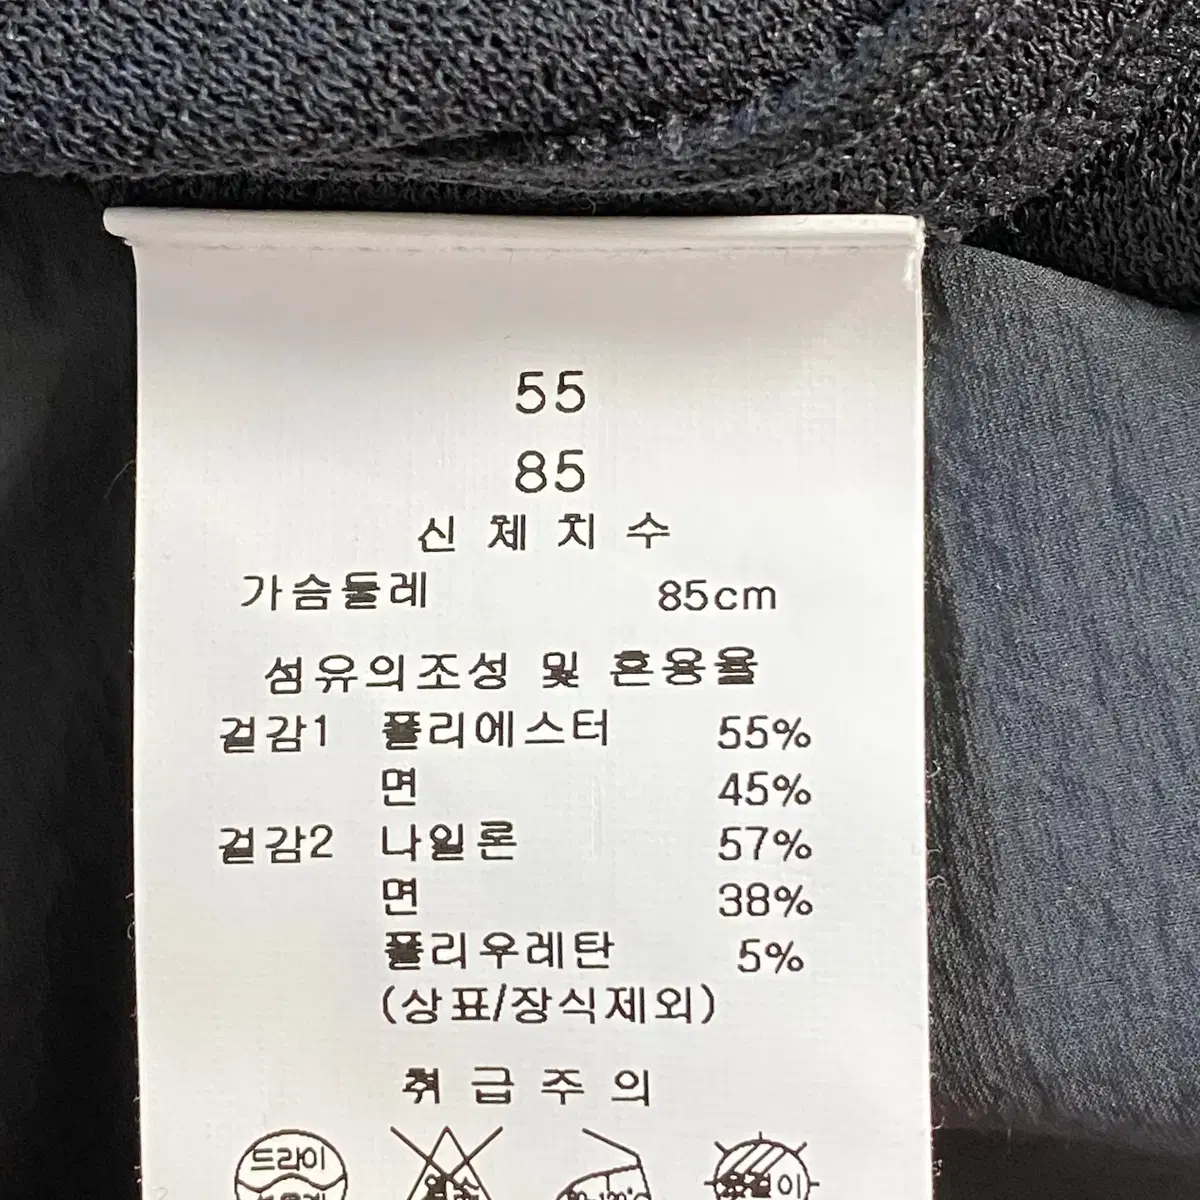 55
85
신체치수
가슴둘레 85cm
섬유의조성 및 혼용율
겉감1 폴리에스터 55%
면 45%
겉감2 나일론 57%
면 38%
폴리우레탄 5%
(상표/장식제외)
취급주의
드라이